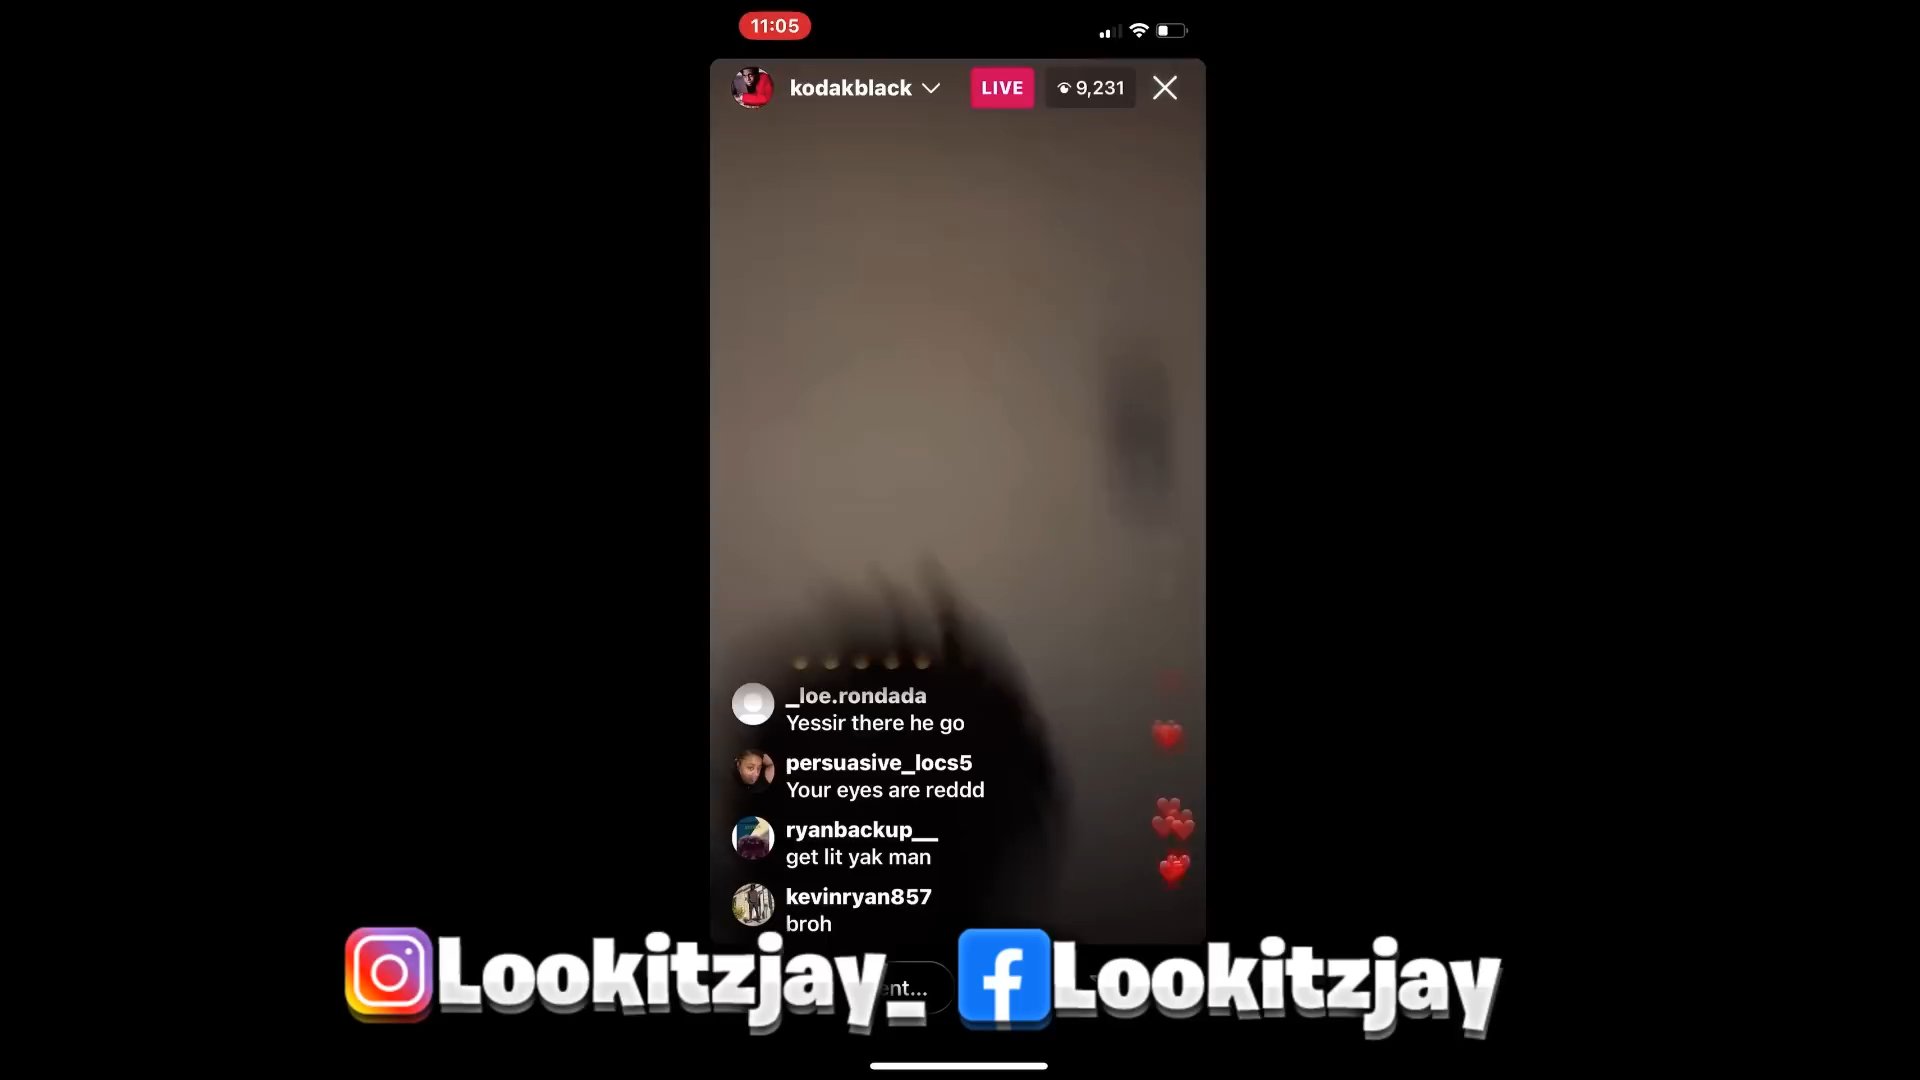 11:05
kodakblack LIVE 9,231
_loe.rondada
Yessir there he go
persuasive_locs5
Your eyes are reddd
ryanbackup__
get lit yak man
kevinryan857
broh
Lookitzjay_ Lookitzjay